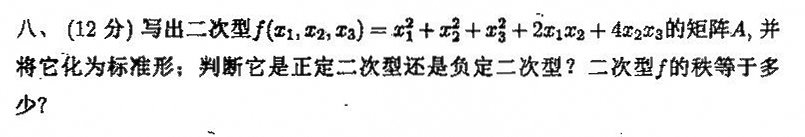 八、(12 分) 写出二次型f(x₁, x₂, x₃) = x₁² + x₂² + x₃² + 2x₁x₂ + 4x₂x₃的矩阵A, 并
将它化为标准形；判断它是正定二次型还是负定二次型？二次型f的秩等于多
少?